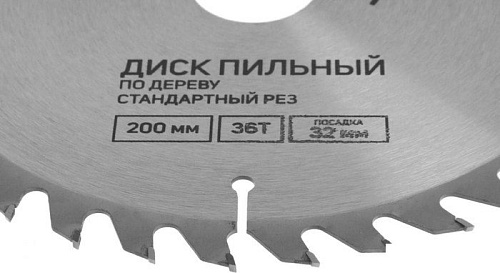 ДИСК ПИЛЬНЫЙ
ПО ДЕРЕВУ
СТАНДАРТНЫЙ РЕЗ
200 мм 36T ПОСАДКА
32 мм